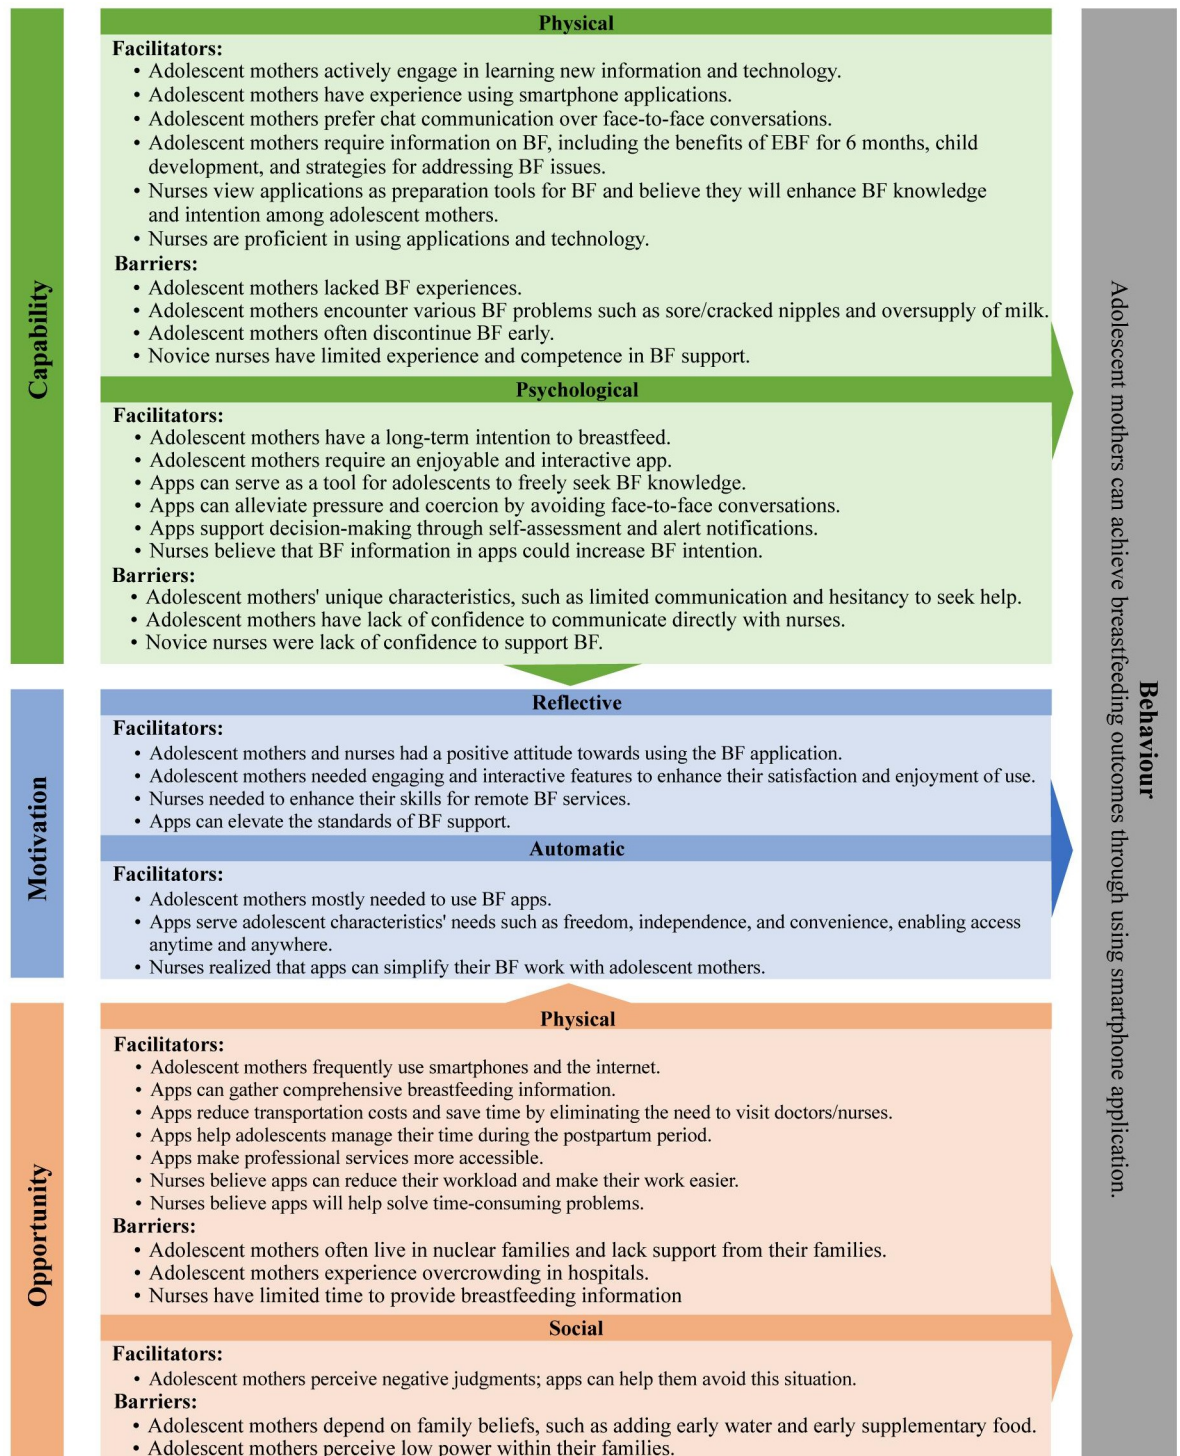 Capability
Physical
Facilitators:
• Adolescent mothers actively engage in learning new information and technology.
• Adolescent mothers have experience using smartphone applications.
• Adolescent mothers prefer chat communication over face-to-face conversations.
• Adolescent mothers require information on BF, including the benefits of EBF for 6 months, child
development, and strategies for addressing BF issues.
• Nurses view applications as preparation tools for BF and believe they will enhance BF knowledge
and intention among adolescent mothers.
• Nurses are proficient in using applications and technology.
Barriers:
• Adolescent mothers lacked BF experiences.
• Adolescent mothers encounter various BF problems such as sore/cracked nipples and oversupply of milk.
• Adolescent mothers often discontinue BF early.
• Novice nurses have limited experience and competence in BF support.
Psychological
Facilitators:
• Adolescent mothers have a long-term intention to breastfeed.
• Adolescent mothers require an enjoyable and interactive app.
• Apps can serve as a tool for adolescents to freely seek BF knowledge.
• Apps can alleviate pressure and coercion by avoiding face-to-face conversations.
• Apps support decision-making through self-assessment and alert notifications.
• Nurses believe that BF information in apps could increase BF intention.
Barriers:
• Adolescent mothers' unique characteristics, such as limited communication and hesitancy to seek help.
• Adolescent mothers have lack of confidence to communicate directly with nurses.
• Novice nurses were lack of confidence to support BF.
Motivation
Reflective
Facilitators:
• Adolescent mothers and nurses had a positive attitude towards using the BF application.
• Adolescent mothers needed engaging and interactive features to enhance their satisfaction and enjoyment of use.
• Nurses needed to enhance their skills for remote BF services.
• Apps can elevate the standards of BF support.
Automatic
Facilitators:
• Adolescent mothers mostly needed to use BF apps.
• Apps serve adolescent characteristics' needs such as freedom, independence, and convenience, enabling access
anytime and anywhere.
• Nurses realized that apps can simplify their BF work with adolescent mothers.
Opportunity
Physical
Facilitators:
• Adolescent mothers frequently use smartphones and the internet.
• Apps can gather comprehensive breastfeeding information.
• Apps reduce transportation costs and save time by eliminating the need to visit doctors/nurses.
• Apps help adolescents manage their time during the postpartum period.
• Apps make professional services more accessible.
• Nurses believe apps can reduce their workload and make their work easier.
• Nurses believe apps will help solve time-consuming problems.
Barriers:
• Adolescent mothers often live in nuclear families and lack support from their families.
• Adolescent mothers experience overcrowding in hospitals.
• Nurses have limited time to provide breastfeeding information
Social
Facilitators:
• Adolescent mothers perceive negative judgments; apps can help them avoid this situation.
Barriers:
• Adolescent mothers depend on family beliefs, such as adding early water and early supplementary food.
• Adolescent mothers perceive low power within their families.
Behaviour
Adolescent mothers can achieve breastfeeding outcomes through using smartphone application.